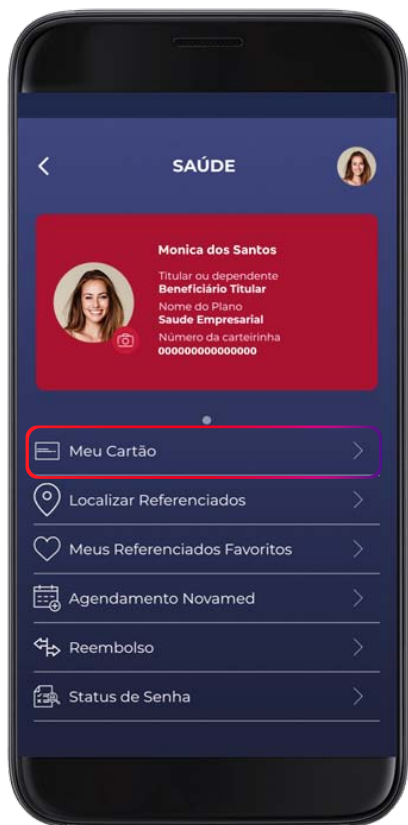 SAÚDE
Monica dos Santos
Titular ou dependente
Beneficiário Titular
Nome do Plano
Saude Empresarial
Número da carteirinha
000000000000000
Meu Cartão
Localizar Referenciados
Meus Referenciados Favoritos
Agendamento Novamed
Reembolso
Status de Senha